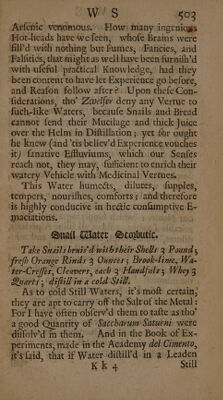 W S 503
Arsenic venomous. How many ingenious
Hot-heads have we seen, whose Brains were
fill'd with nothing but Fumes, Fancies, and
Falsities, that might as well have been furnish'd
with useful practical Knowledge, had they
been content to have let Experience go before,
and Reason follow after? Upon these Con-
siderations, tho' Zwelfer deny any Vertue to
such-like Waters, because Snails and Bread
cannot send their Mucilage and thick Juice
over the Helm in Distillation; yet for ought
he knew (and 'tis believ'd Experience vouches
it) s Effluviums, which our Senses
reach not, they may, sufficient to enrich their
watery Vehicle with Medicinal Vertues.
This Water humects, dilutes, supples,
tempers, nourishes, comforts; and therefore
is highly conducive in hectic consumptive E-
maciations.
Snail Water Scorbutic.
Take Snails bruis'd with their Shells 3 Pound;
fresh Orange Rinds 3 Ounces; Brook-lime, Wa-
ter-Cresses, Cleavers, each 3 Handfuls; Whey 3
Quarts; distill in a cold Still.
As to cold Still Waters, it's most certain,
they are apt to carry off the Salt of the Metal:
For I have often observ'd them to taste as tho'
a good Quantity of Saccharum Saturni were
dissolv'd in them. And in the Book of Ex-
periments, made in the Academy del Cimento,
it's said, that if Water distill'd in a Leaden
K k 4 Still